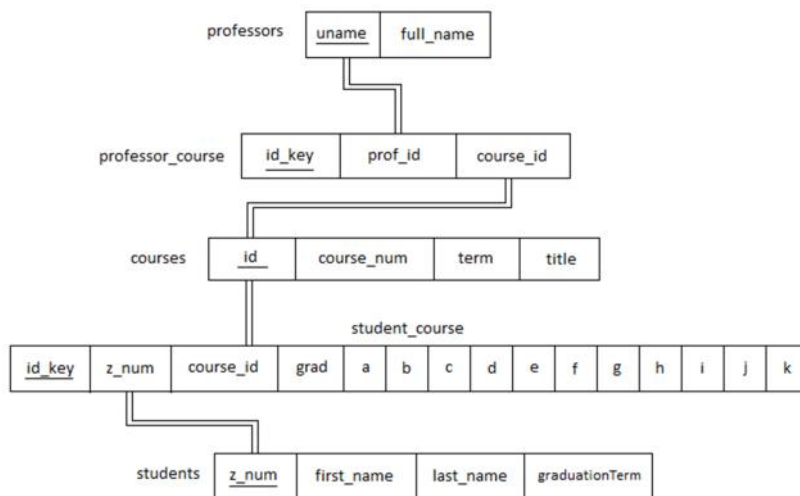 professors uname full_name
professor_course id_key prof_id course_id
courses id course_num term title
student_course
id_key z_num course_id grad a b c d e f g h i j k
students z_num first_name last_name graduationTerm